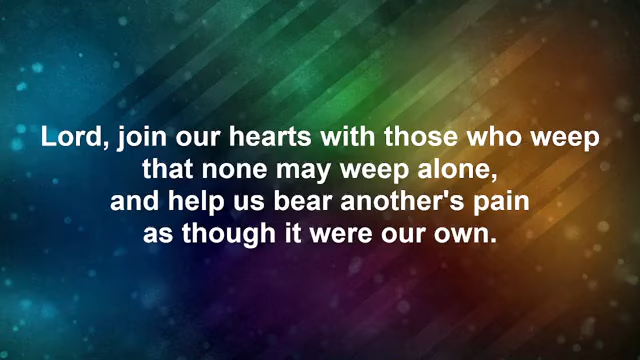 Lord, join our hearts with those who weep
that none may weep alone,
and help us bear another's pain
as though it were our own.